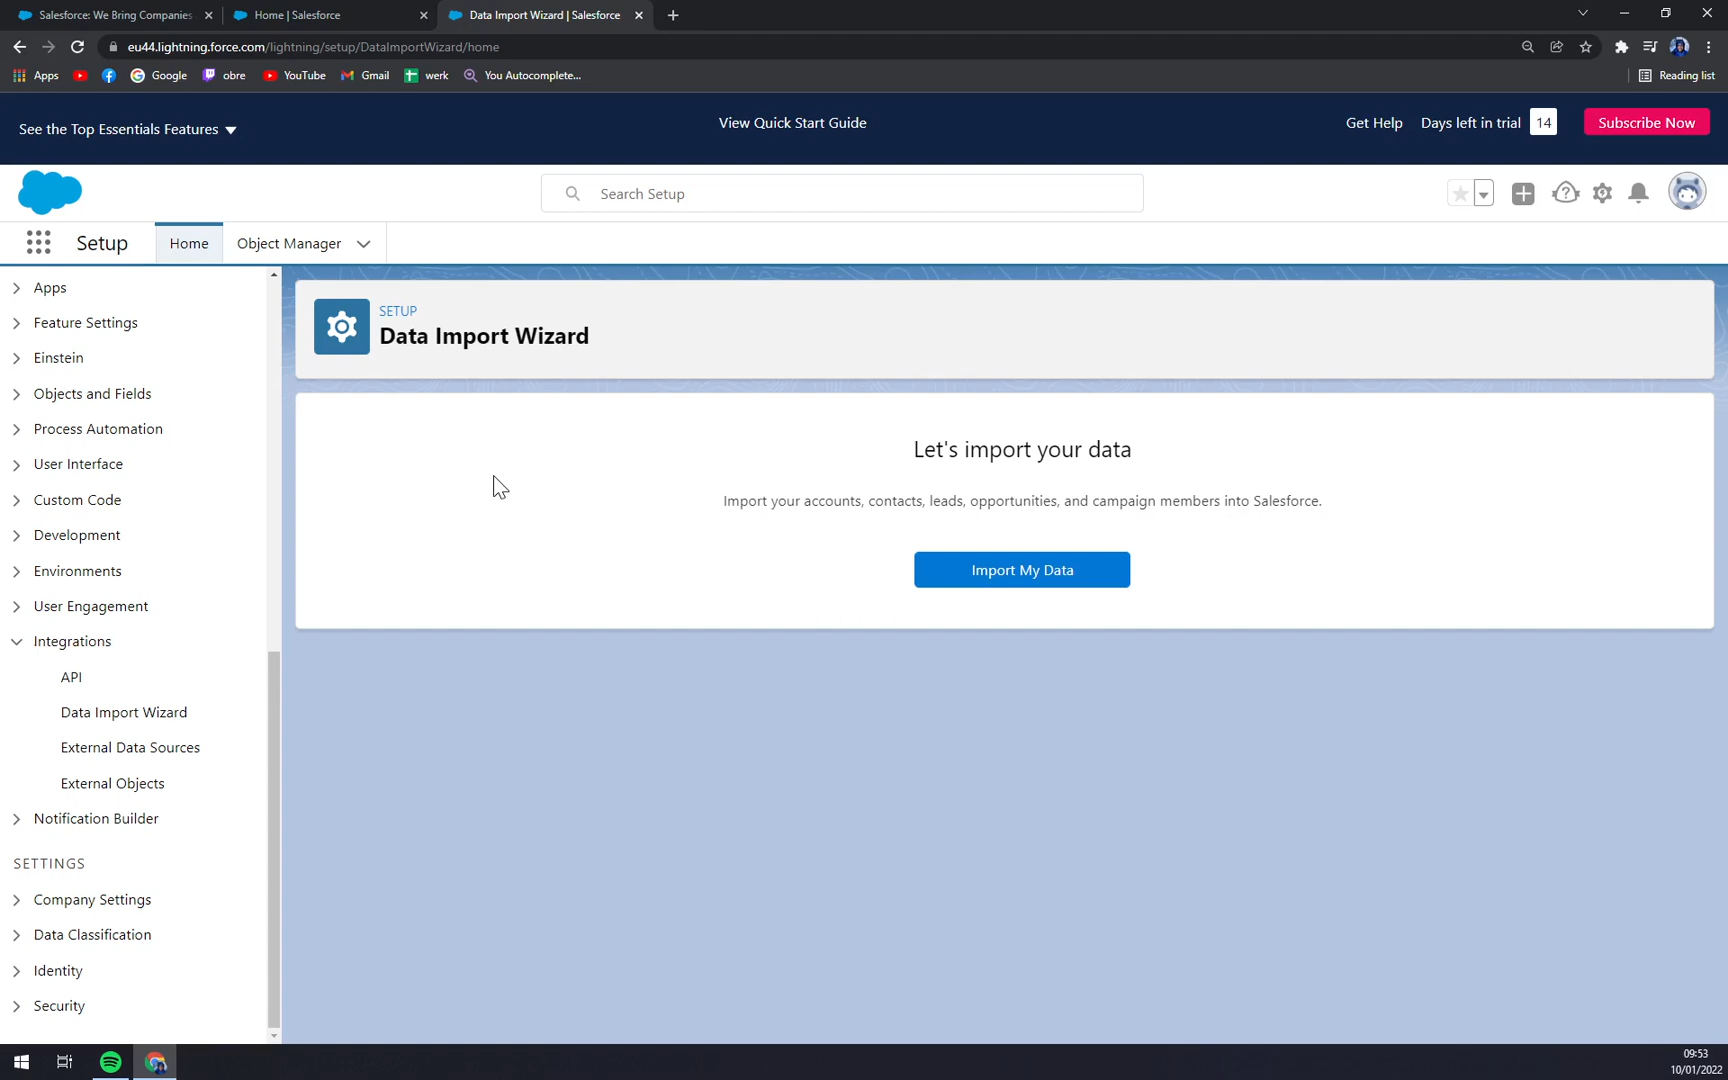 Salesforce: We Bring Companies
Home | Salesforce
Data Import Wizard | Salesforce
eu44.lightning.force.com/lightning/setup/DataImportWizard/home
Apps
Google
obre
YouTube
Gmail
werk
You Autocomplete...
Reading list
See the Top Essentials Features
View Quick Start Guide
Get Help
Days left in trial 14
Subscribe Now
Search Setup
Setup
Home
Object Manager
Apps
Feature Settings
Einstein
Objects and Fields
Process Automation
User Interface
Custom Code
Development
Environments
User Engagement
Integrations
API
Data Import Wizard
External Data Sources
External Objects
Notification Builder
SETTINGS
Company Settings
Data Classification
Identity
Security
SETUP
Data Import Wizard
Let's import your data
Import your accounts, contacts, leads, opportunities, and campaign members into Salesforce.
Import My Data
09:53
10/01/2022